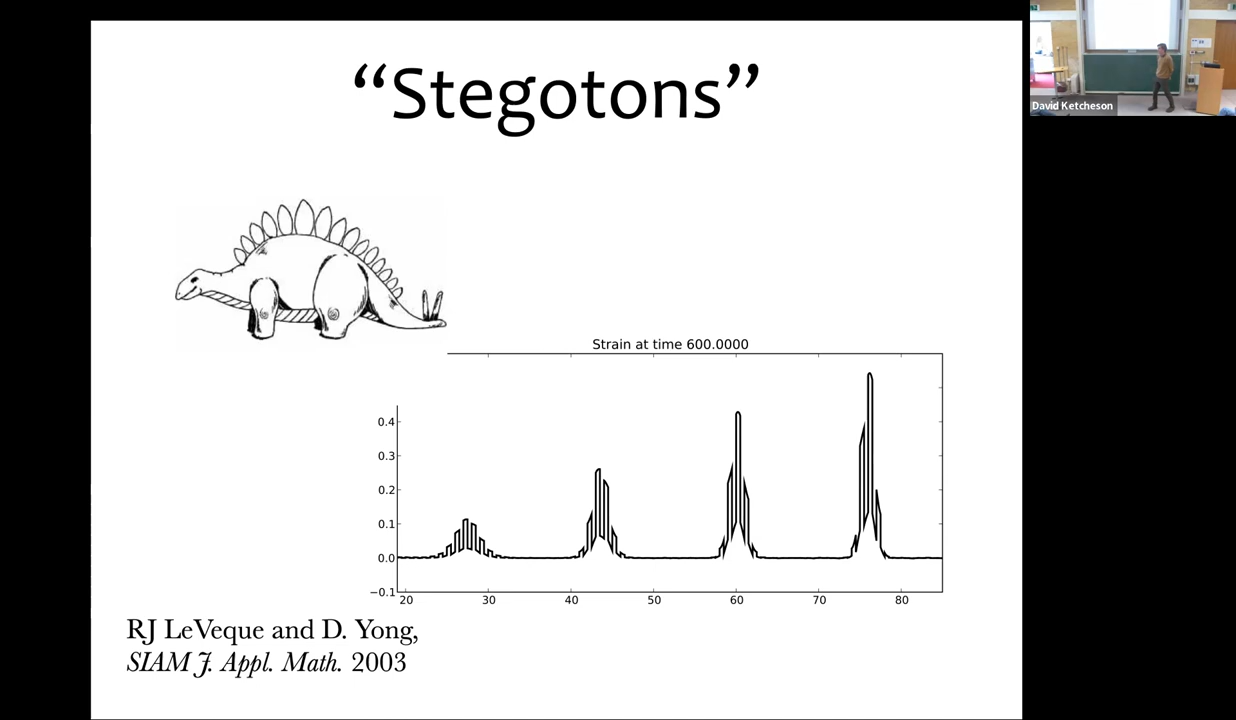 “Stegotons”
David Ketcheson
Strain at time 600.0000
0.4
0.3
0.2
0.1
0.0
−0.1
20 30 40 50 60 70 80
RJ LeVeque and D. Yong,
SIAM J. Appl. Math. 2003